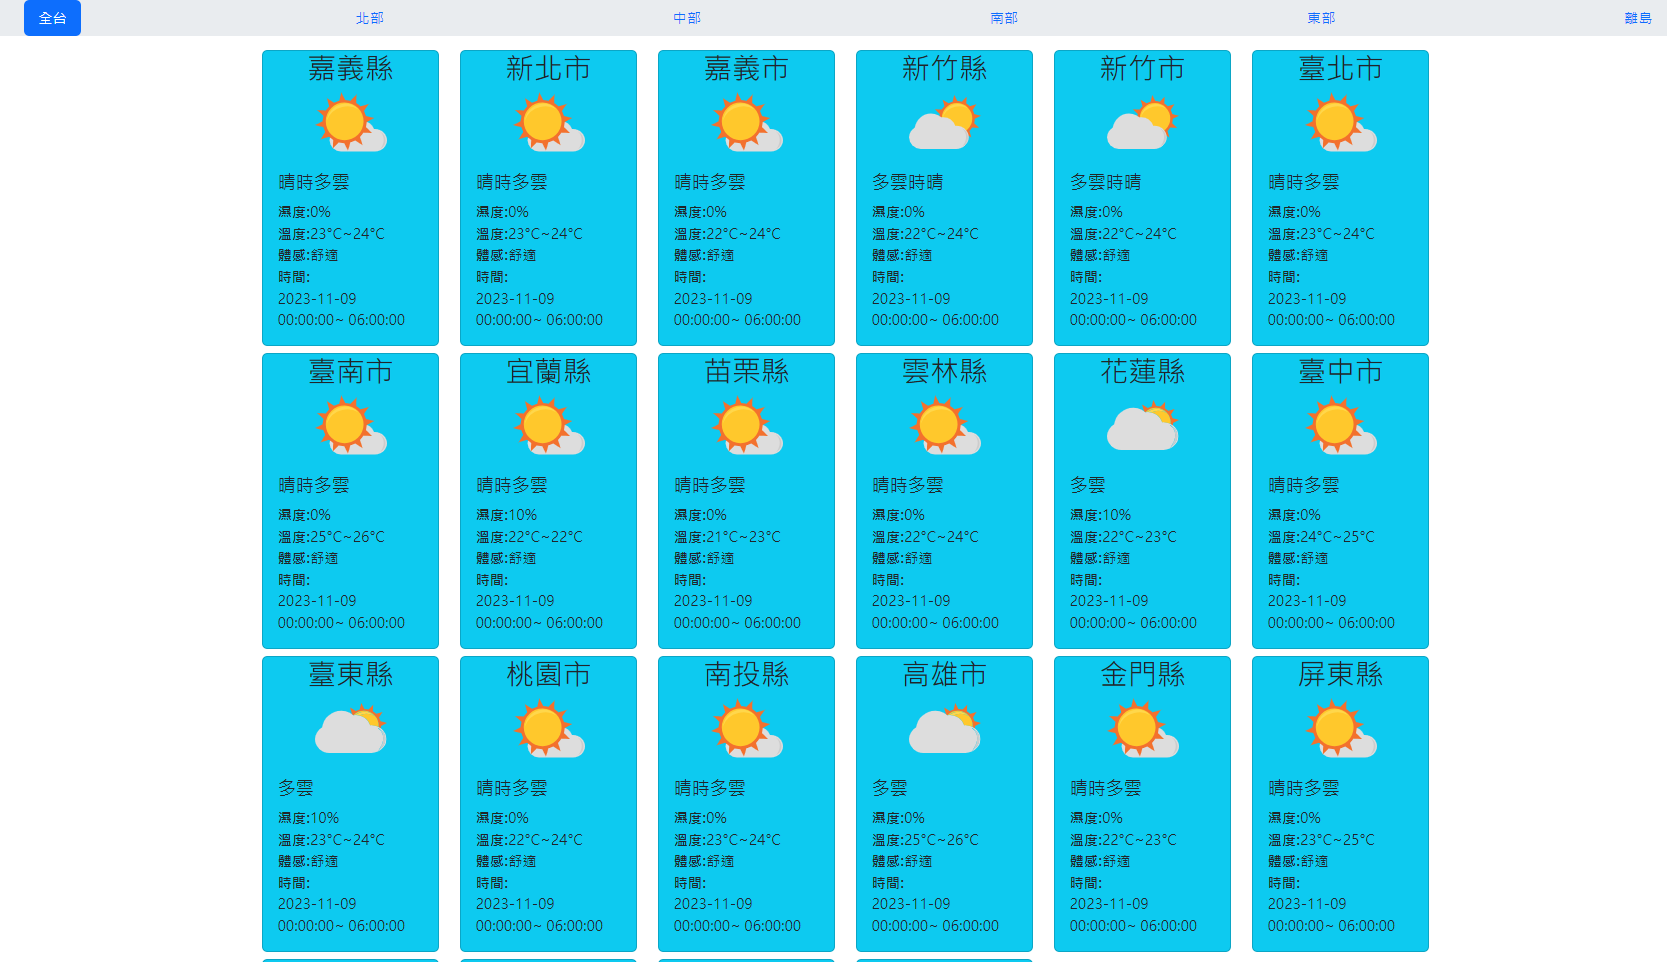 全台
北部
中部
南部
東部
離島
嘉義縣
晴時多雲
濕度:0%
溫度:23°C~24°C
體感:舒適
時間:
2023-11-09
00:00:00~ 06:00:00
新北市
晴時多雲
濕度:0%
溫度:23°C~24°C
體感:舒適
時間:
2023-11-09
00:00:00~ 06:00:00
嘉義市
晴時多雲
濕度:0%
溫度:22°C~24°C
體感:舒適
時間:
2023-11-09
00:00:00~ 06:00:00
新竹縣
多雲時晴
濕度:0%
溫度:22°C~24°C
體感:舒適
時間:
2023-11-09
00:00:00~ 06:00:00
新竹市
多雲時晴
濕度:0%
溫度:22°C~24°C
體感:舒適
時間:
2023-11-09
00:00:00~ 06:00:00
臺北市
晴時多雲
濕度:0%
溫度:23°C~24°C
體感:舒適
時間:
2023-11-09
00:00:00~ 06:00:00
臺南市
晴時多雲
濕度:0%
溫度:25°C~26°C
體感:舒適
時間:
2023-11-09
00:00:00~ 06:00:00
宜蘭縣
晴時多雲
濕度:10%
溫度:22°C~22°C
體感:舒適
時間:
2023-11-09
00:00:00~ 06:00:00
苗栗縣
晴時多雲
濕度:0%
溫度:21°C~23°C
體感:舒適
時間:
2023-11-09
00:00:00~ 06:00:00
雲林縣
晴時多雲
濕度:0%
溫度:22°C~24°C
體感:舒適
時間:
2023-11-09
00:00:00~ 06:00:00
花蓮縣
多雲
濕度:10%
溫度:22°C~23°C
體感:舒適
時間:
2023-11-09
00:00:00~ 06:00:00
臺中市
晴時多雲
濕度:0%
溫度:24°C~25°C
體感:舒適
時間:
2023-11-09
00:00:00~ 06:00:00
臺東縣
多雲
濕度:10%
溫度:23°C~24°C
體感:舒適
時間:
2023-11-09
00:00:00~ 06:00:00
桃園市
晴時多雲
濕度:0%
溫度:22°C~24°C
體感:舒適
時間:
2023-11-09
00:00:00~ 06:00:00
南投縣
晴時多雲
濕度:0%
溫度:23°C~24°C
體感:舒適
時間:
2023-11-09
00:00:00~ 06:00:00
高雄市
多雲
濕度:0%
溫度:25°C~26°C
體感:舒適
時間:
2023-11-09
00:00:00~ 06:00:00
金門縣
晴時多雲
濕度:0%
溫度:22°C~23°C
體感:舒適
時間:
2023-11-09
00:00:00~ 06:00:00
屏東縣
晴時多雲
濕度:0%
溫度:23°C~25°C
體感:舒適
時間:
2023-11-09
00:00:00~ 06:00:00